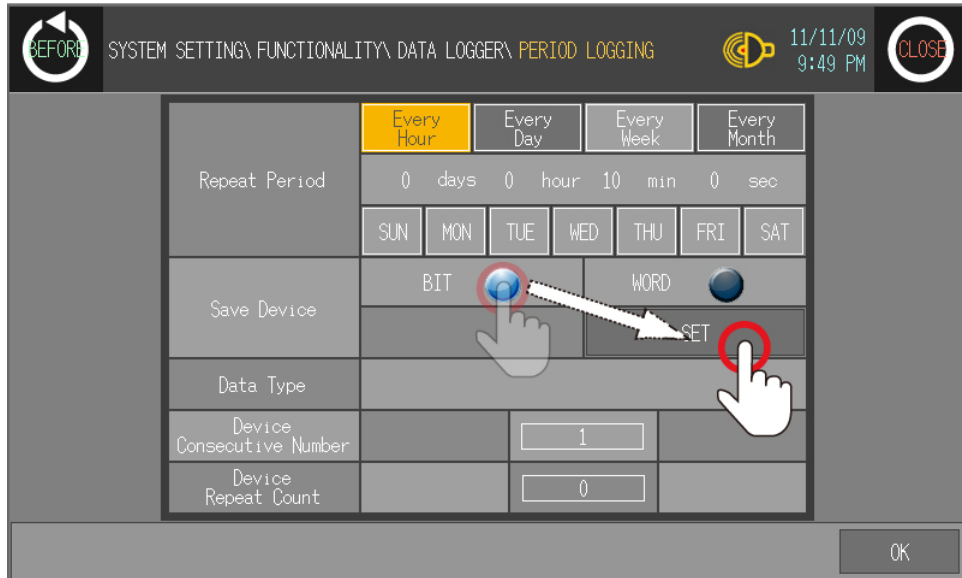 BEFORE
SYSTEM SETTING\ FUNCTIONALITY\ DATA LOGGER\ PERIOD LOGGING
11/11/09
9:49 PM
CLOSE
Repeat Period
Every Hour
Every Day
Every Week
Every Month
0 days 0 hour 10 min 0 sec
SUN MON TUE WED THU FRI SAT
Save Device
BIT
WORD
SET
Data Type
Device
Consecutive Number
1
Device
Repeat Count
0
OK